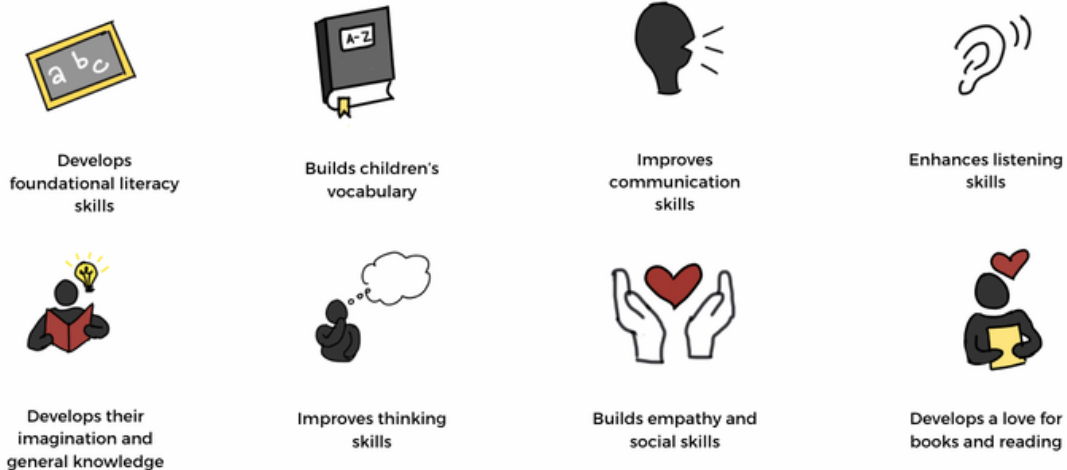 a b c
A-Z
Develops
foundational literacy
skills
Builds children's
vocabulary
Improves
communication
skills
Enhances listening
skills
Develops their
imagination and
general knowledge
Improves thinking
skills
Builds empathy and
social skills
Develops a love for
books and reading